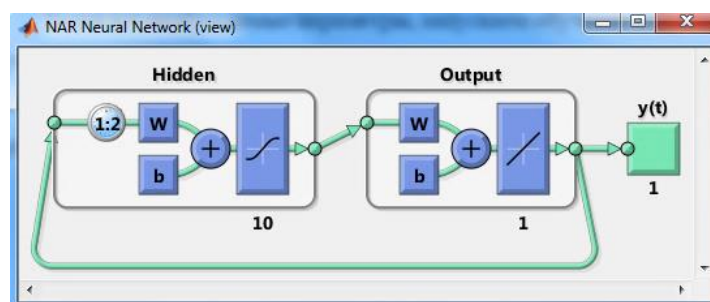 NAR Neural Network (view)
Hidden
Output
y(t)
1:2
W
b
10
W
b
1
1